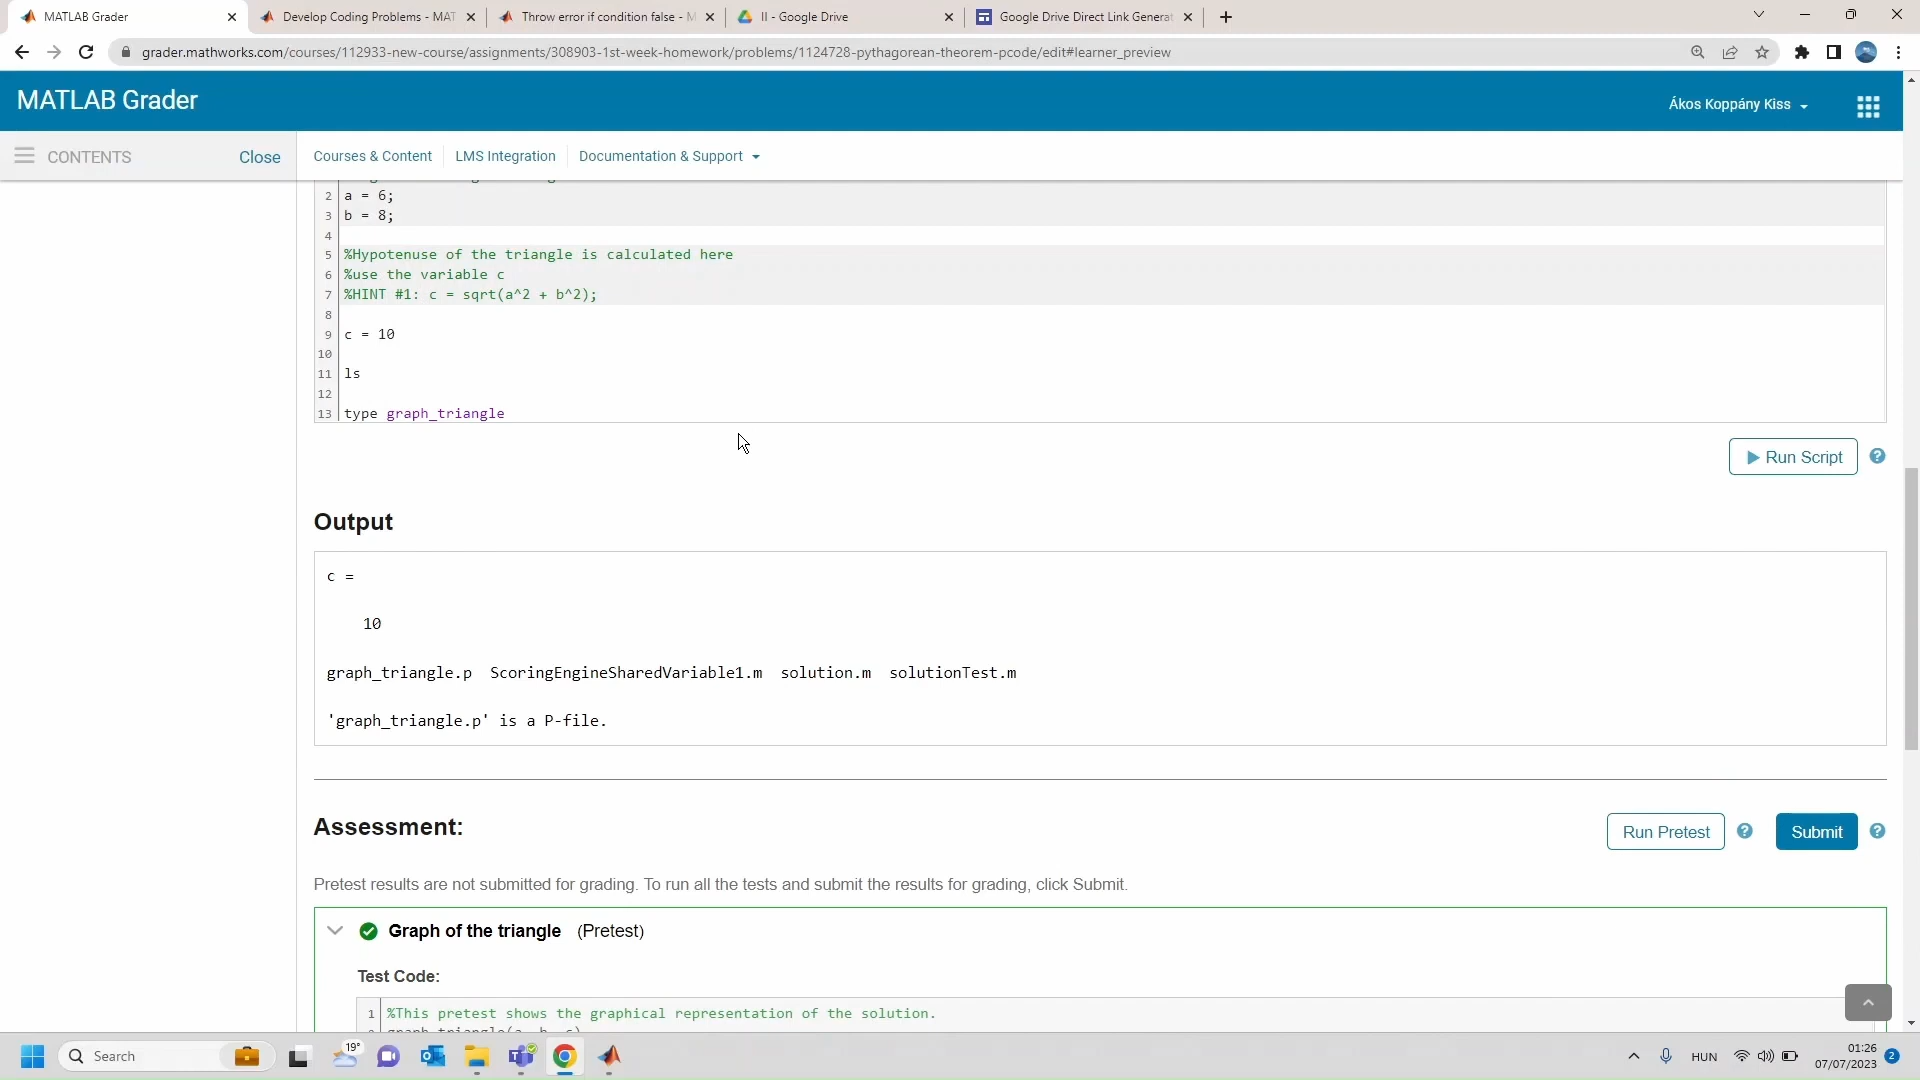 MATLAB Grader
Develop Coding Problems - MAT
Throw error if condition false - M
II - Google Drive
Google Drive Direct Link Generat
grader.mathworks.com/courses/112933-new-course/assignments/308903-1st-week-homework/problems/1124728-pythagorean-theorem-pcode/edit#learner_preview
MATLAB Grader
Ákos Koppány Kiss
CONTENTS
Close
Courses & Content
LMS Integration
Documentation & Support
2 a = 6;
3 b = 8;
4
5 %Hypotenuse of the triangle is calculated here
6 %use the variable c
7 %HINT #1: c = sqrt(a^2 + b^2);
8
9 c = 10
10
11 ls
12
13 type graph_triangle
Run Script
Output
c =
10
graph_triangle.p ScoringEngineSharedVariable1.m solution.m solutionTest.m
'graph_triangle.p' is a P-file.
Assessment:
Run Pretest
Submit
Pretest results are not submitted for grading. To run all the tests and submit the results for grading, click Submit.
Graph of the triangle (Pretest)
Test Code:
1 %This pretest shows the graphical representation of the solution.
Search
19°
HUN
01:26
07/07/2023
2